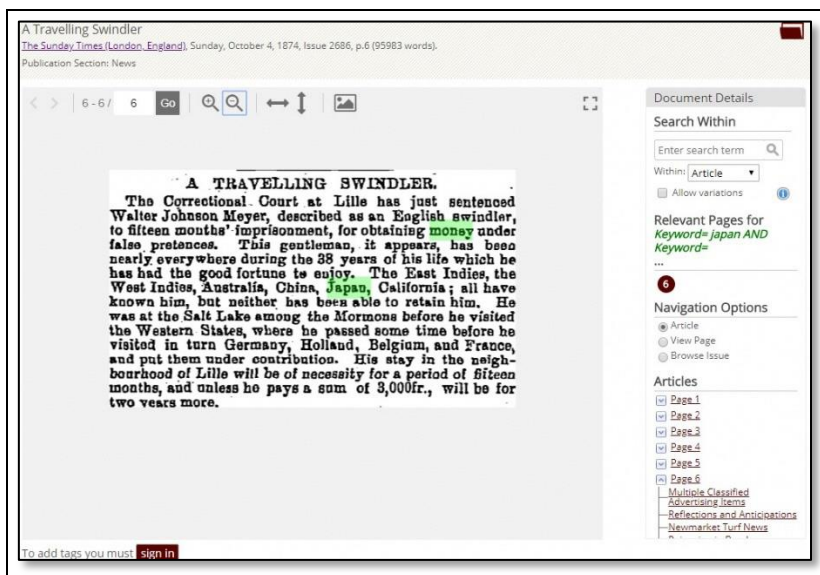 A Travelling Swindler
The Sunday Times (London, England), Sunday, October 4, 1874, Issue 2686, p.6 (95983 words).
Publication Section: News
6 - 6 / 6 Go
Document Details
Search Within
Enter search term
Within: Article
Allow variations
Relevant Pages for
Keyword= japan AND
Keyword=
...
6
Navigation Options
Article
View Page
Browse Issue
Articles
Page 1
Page 2
Page 3
Page 4
Page 5
Page 6
Multiple Classified
Advertising Items
Reflections and Anticipations
Newmarket Turf News
A TRAVELLING SWINDLER.
The Correctional Court at Lille has just sentenced
Walter Johnson Meyer, described as an English swindler,
to fifteen months' imprisonment, for obtaining money under
false pretences. This gentleman, it appears, has been
nearly everywhere during the 38 years of his life which he
has had the good fortune to enjoy. The East Indies, the
West Indies, Australia, China, Japan, California; all have
known him, but neither has been able to retain him. He
was at the Salt Lake among the Mormons before he visited
the Western States, where he passed some time before he
visited in turn Germany, Holland, Belgium, and France,
and put them under contribution. His stay in the neigh-
bourhood of Lille will be of necessity for a period of fifteen
months, and unless he pays a sum of 3,000fr., will be for
two years more.
To add tags you must sign in